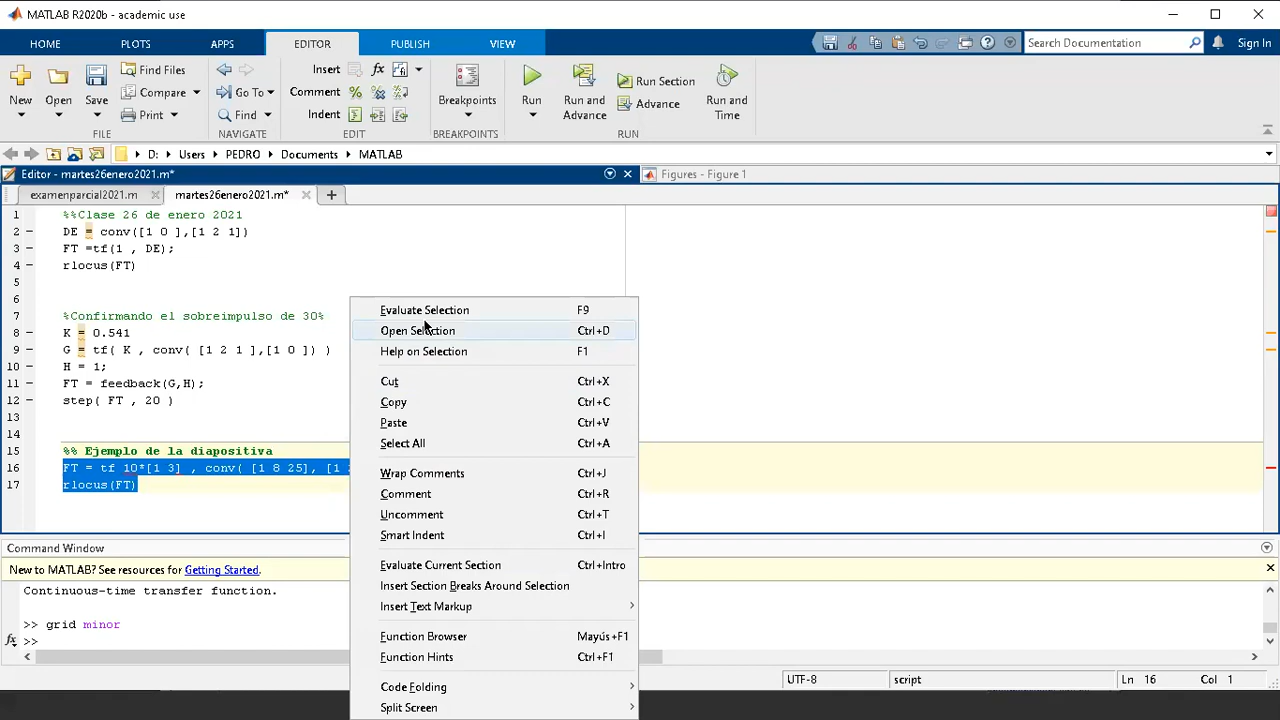 MATLAB R2020b - academic use
HOME PLOTS APPS EDITOR PUBLISH VIEW Search Documentation Sign In
New Open Save Find Files Compare Print
Go To Find
Insert fx Comment Indent
Breakpoints Run Run and Advance Run Section Advance Run and Time
FILE NAVIGATE EDIT BREAKPOINTS RUN
D: Users PEDRO Documents MATLAB
Editor - martes26enero2021.m* Figures - Figure 1
examenparcial2021.m martes26enero2021.m* +
1 %%Clase 26 de enero 2021
2 – DE = conv([1 0 ],[1 2 1])
3 – FT =tf(1 , DE);
4 – rlocus(FT)
5
6
7 %Confirmando el sobreimpulso de 30%
8 – K = 0.541
9 – G = tf( K , conv( [1 2 1 ],[1 0 ]) )
10 – H = 1;
11 – FT = feedback(G,H);
12 – step( FT , 20 )
13
14
15 %% Ejemplo de la diapositiva
16 – FT = tf 10*[1 3] , conv( [1 8 25], [1
17 – rlocus(FT)
Evaluate Selection F9
Open Selection Ctrl+D
Help on Selection F1
Cut Ctrl+X
Copy Ctrl+C
Paste Ctrl+V
Select All Ctrl+A
Wrap Comments Ctrl+J
Comment Ctrl+R
Uncomment Ctrl+T
Smart Indent Ctrl+I
Evaluate Current Section Ctrl+Intro
Insert Section Breaks Around Selection
Insert Text Markup
Function Browser Mayús+F1
Function Hints Ctrl+F1
Code Folding
Split Screen
Command Window
New to MATLAB? See resources for Getting Started.
Continuous-time transfer function.
>> grid minor
fx >>
UTF-8 script Ln 16 Col 1